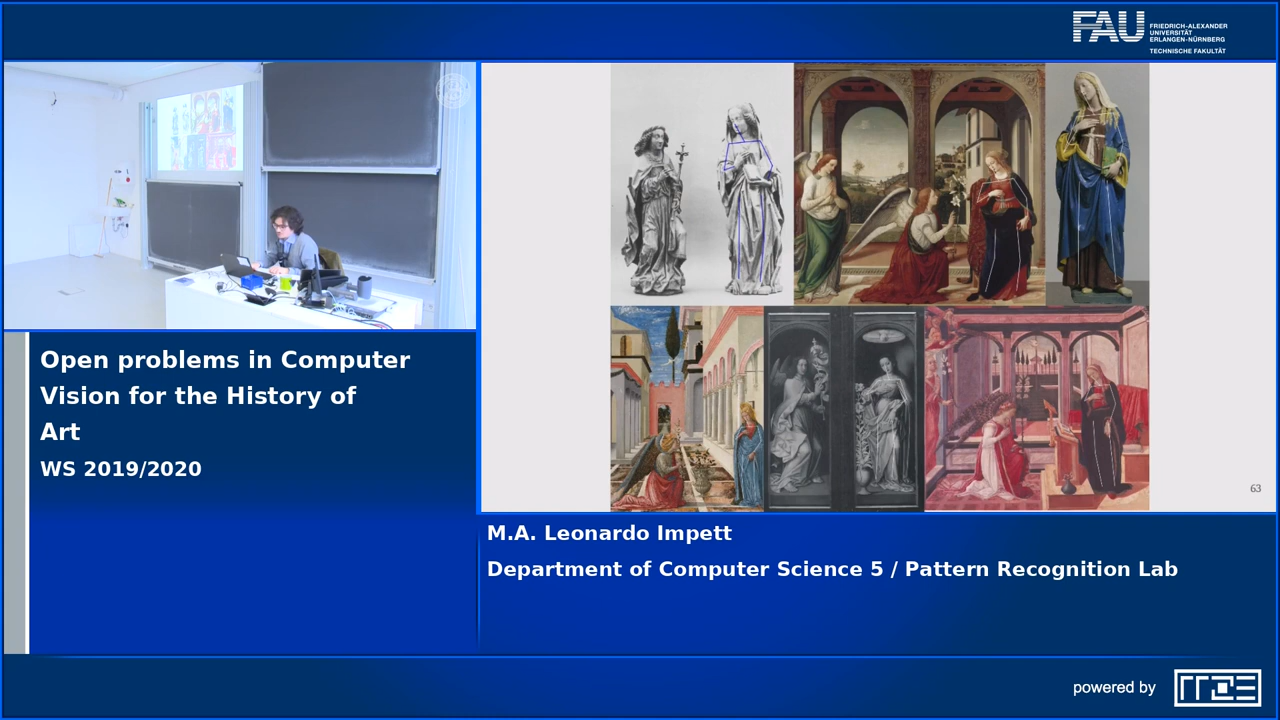 FAU
FRIEDRICH-ALEXANDER
UNIVERSITÄT
ERLANGEN-NÜRNBERG
TECHNISCHE FAKULTÄT
63
Open problems in Computer
Vision for the History of
Art
WS 2019/2020
M.A. Leonardo Impett
Department of Computer Science 5 / Pattern Recognition Lab
powered by
RRZE